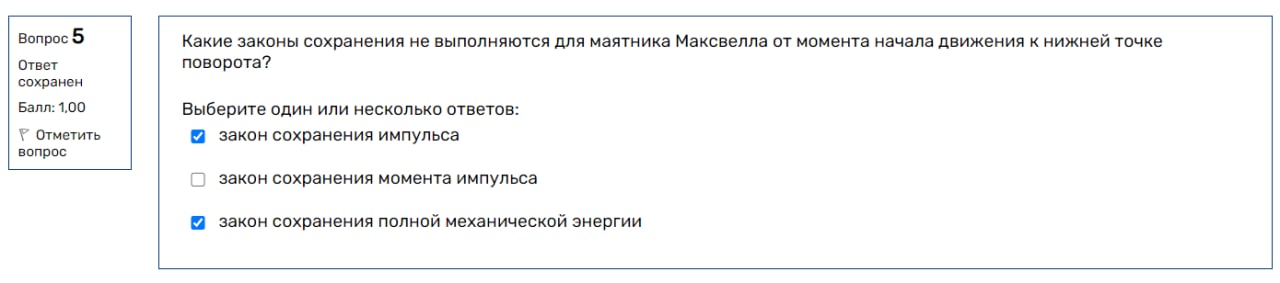 Вопрос 5
Ответ
сохранен
Балл: 1,00
Отметить
вопрос
Какие законы сохранения не выполняются для маятника Максвелла от момента начала движения к нижней точке
поворота?
Выберите один или несколько ответов:
закон сохранения импульса
закон сохранения момента импульса
закон сохранения полной механической энергии